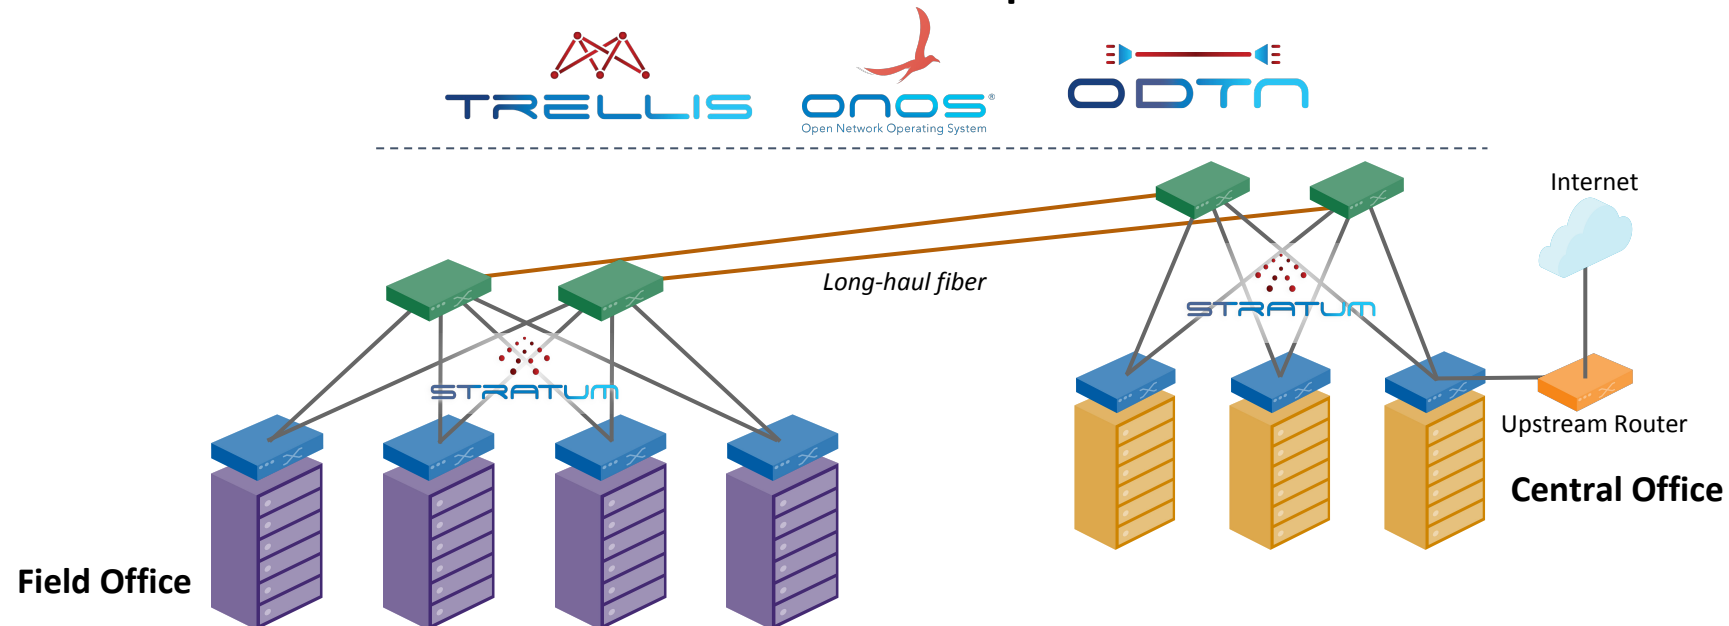 TRELLIS
ONOS®
Open Network Operating System
ODTN
Internet
Long-haul fiber
STRATUM
STRATUM
Upstream Router
Central Office
Field Office